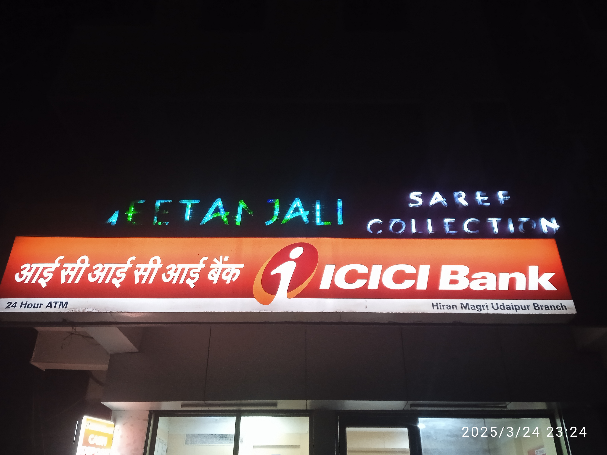 GEETANJALI
SAREE
COLLECTION
आई सी आई सी आई बैंक
ICICI Bank
24 Hour ATM
Hiran Magri Udaipur Branch
2025/3/24 23:24